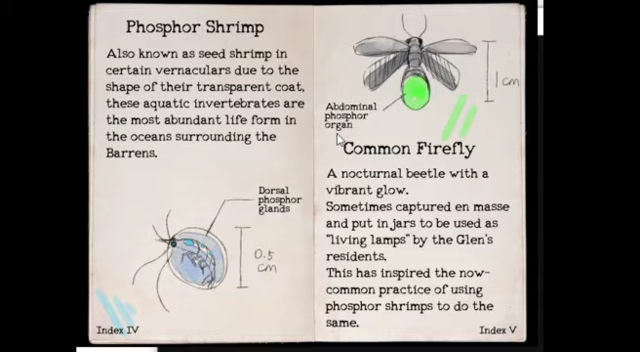 Phosphor Shrimp
Also known as seed shrimp in
certain vernaculars due to the
shape of their transparent coat,
these aquatic invertebrates are
the most abundant life form in
the oceans surrounding the
Barrens.
Dorsal
phosphor
glands
0.5
cm
Index IV
1 cm
Abdominal
phosphor
organ
Common Firefly
A nocturnal beetle with a
vibrant glow.
Sometimes captured en masse
and put in jars to be used as
"living lamps" by the Glen's
residents.
This has inspired the now-
common practice of using
phosphor shrimps to do the
same.
Index V